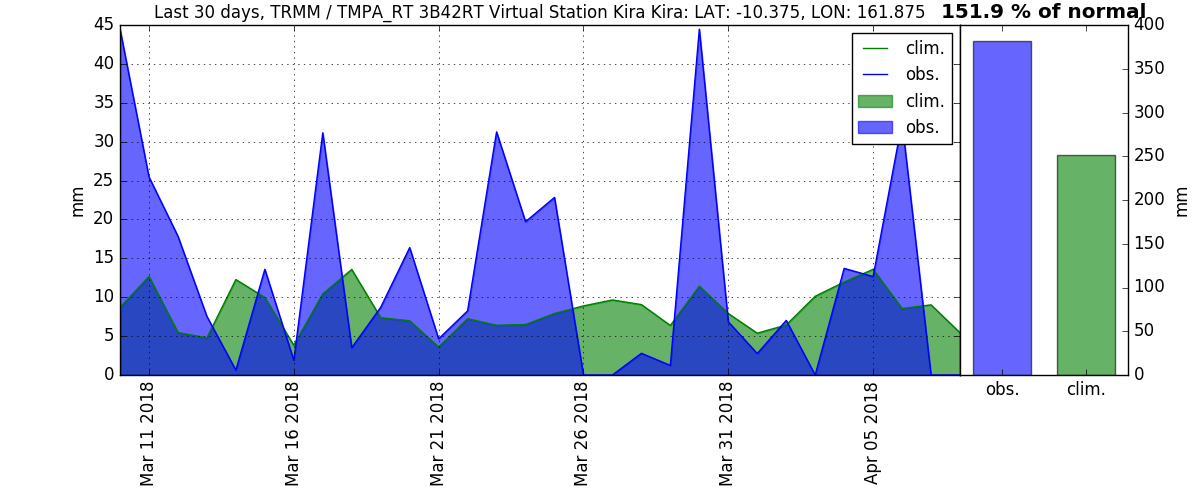 Last 30 days, TRMM / TMPA_RT 3B42RT Virtual Station Kira Kira: LAT: -10.375, LON: 161.875
151.9 % of normal
45
40
35
30
25
20
15
10
5
0
mm
Mar 11 2018
Mar 16 2018
Mar 21 2018
Mar 26 2018
Mar 31 2018
Apr 05 2018
clim.
obs.
clim.
obs.
400
350
300
250
200
150
100
50
0
mm
obs.
clim.